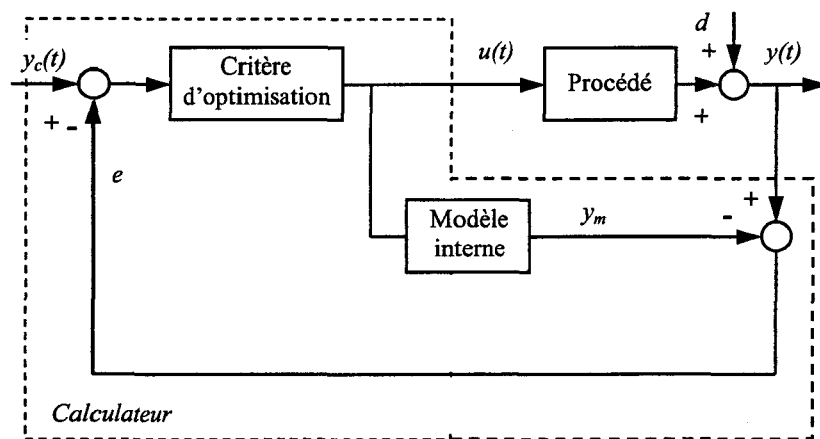 d
y_c(t)
Critère
d'optimisation
u(t)
Procédé
+
y(t)
+ -
+
e
Modèle
interne
y_m
-
+
Calculateur